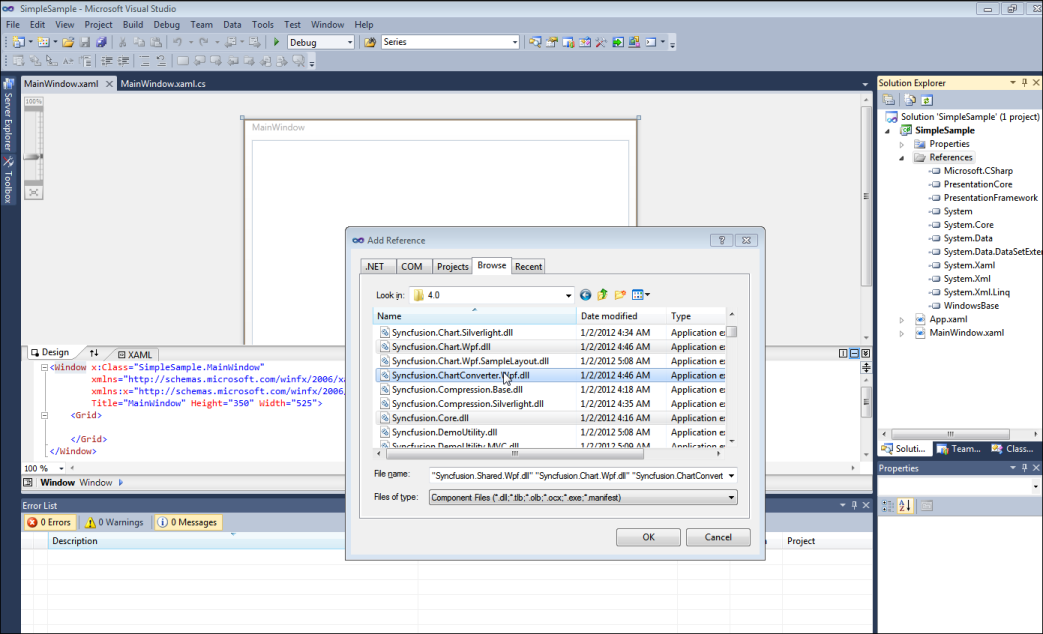 SimpleSample - Microsoft Visual Studio
File Edit View Project Build Debug Team Data Tools Test Window Help
Debug Series
MainWindow.xaml MainWindow.xaml.cs
Server Explorer
Toolbox
100%
MainWindow
Add Reference
.NET COM Projects Browse Recent
Look in: 4.0
Name Date modified Type
Syncfusion.Chart.Silverlight.dll 1/2/2012 4:34 AM Application e
Syncfusion.Chart.Wpf.dll 1/2/2012 4:46 AM Application e
Syncfusion.Chart.Wpf.SampleLayout.dll 1/2/2012 5:08 AM Application e
Syncfusion.ChartConverter.Wpf.dll 1/2/2012 4:46 AM Application e
Syncfusion.Compression.Base.dll 1/2/2012 4:18 AM Application e
Syncfusion.Compression.Silverlight.dll 1/2/2012 4:35 AM Application e
Syncfusion.Core.dll 1/2/2012 4:16 AM Application e
Syncfusion.DemoUtility.dll 1/2/2012 5:08 AM Application e
Syncfusion.DemoUtility.MVC.dll 1/2/2012 5:09 AM Application e
File name: "Syncfusion.Shared.Wpf.dll" "Syncfusion.Chart.Wpf.dll" "Syncfusion.ChartConvert
Files of type: Component Files (*.dll;*.tlb;*.olb;*.ocx;*.exe;*.manifest)
OK Cancel
Design XAML
<Window x:Class="SimpleSample.MainWindow"
xmlns="http://schemas.microsoft.com/winfx/2006/xa
xmlns:x="http://schemas.microsoft.com/winfx/2006/
Title="MainWindow" Height="350" Width="525">
<Grid>
</Grid>
</Window>
100 %
Window Window
Error List
0 Errors 0 Warnings 0 Messages
Description Project
Solution Explorer
Solution 'SimpleSample' (1 project)
SimpleSample
Properties
References
Microsoft.CSharp
PresentationCore
PresentationFramework
System
System.Core
System.Data
System.Data.DataSetExte
System.Xaml
System.Xml
System.Xml.Linq
WindowsBase
App.xaml
MainWindow.xaml
Soluti... Team... Class...
Properties